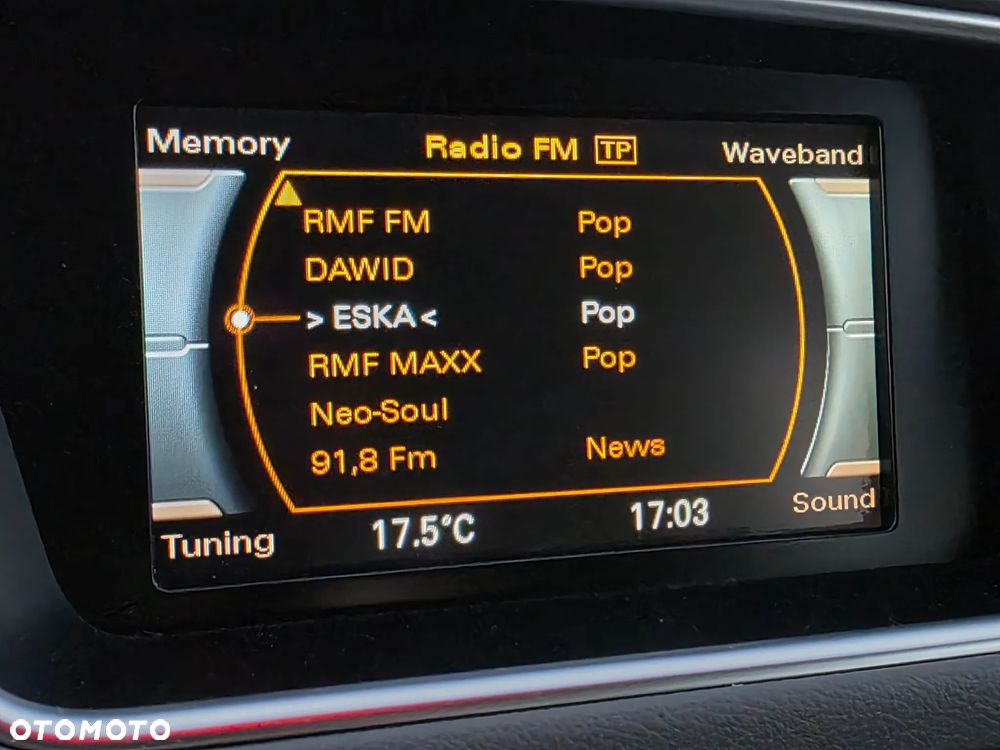 Memory Radio FM TP Waveband
RMF FM Pop
DAWID Pop
> ESKA < Pop
RMF MAXX Pop
Neo-Soul
91,8 Fm News
Tuning 17.5°C 17:03 Sound
OTOMOTO